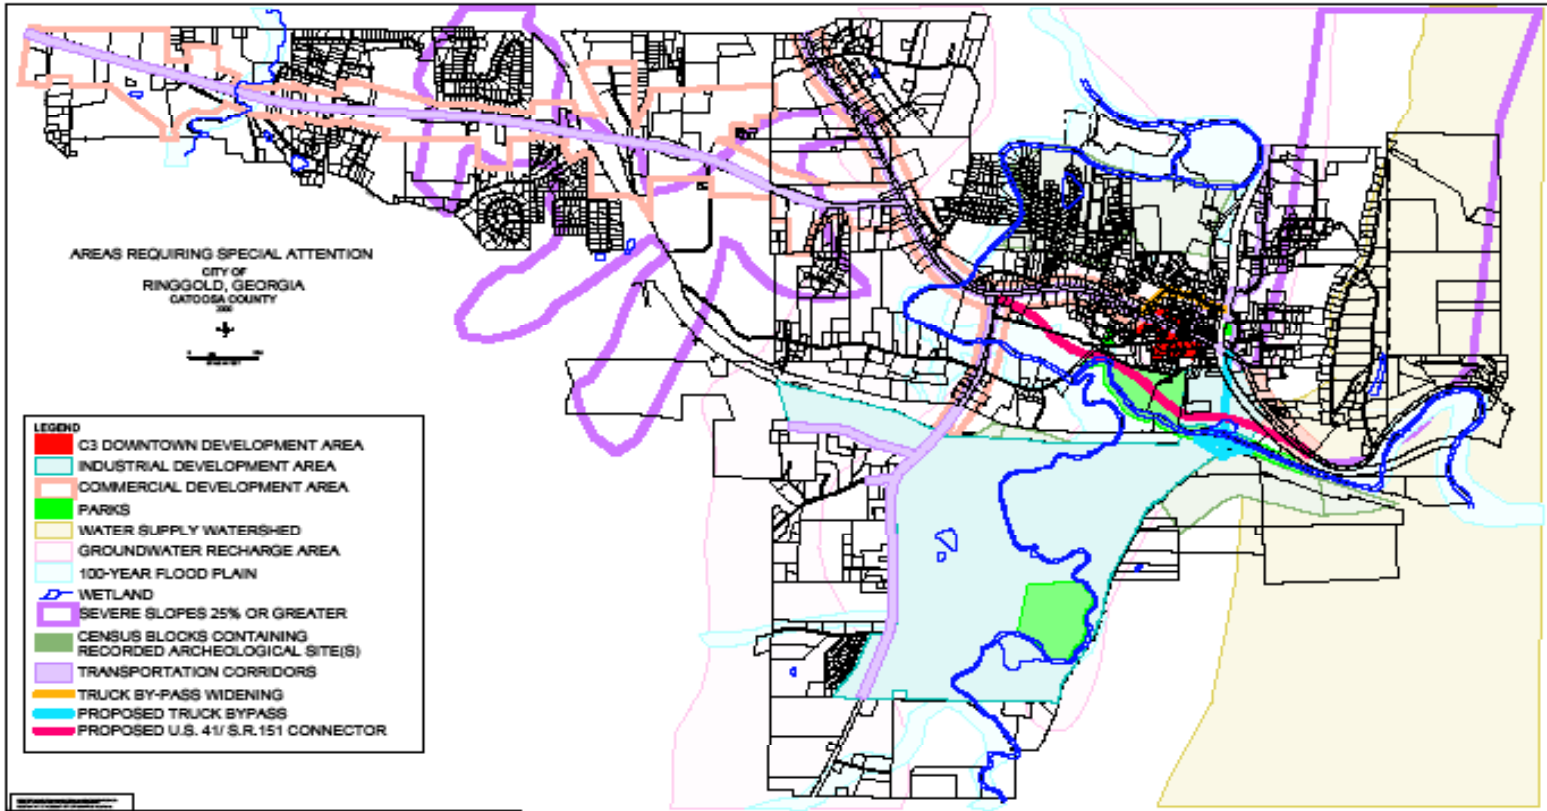 AREAS REQUIRING SPECIAL ATTENTION
CITY OF
RINGGOLD, GEORGIA
CATOOSA COUNTY
LEGEND
C3 DOWNTOWN DEVELOPMENT AREA
INDUSTRIAL DEVELOPMENT AREA
COMMERCIAL DEVELOPMENT AREA
PARKS
WATER SUPPLY WATERSHED
GROUNDWATER RECHARGE AREA
100-YEAR FLOOD PLAIN
WETLAND
SEVERE SLOPES 25% OR GREATER
CENSUS BLOCKS CONTAINING
RECORDED ARCHEOLOGICAL SITE(S)
TRANSPORTATION CORRIDORS
TRUCK BY-PASS WIDENING
PROPOSED TRUCK BYPASS
PROPOSED U.S. 41/ S.R.151 CONNECTOR